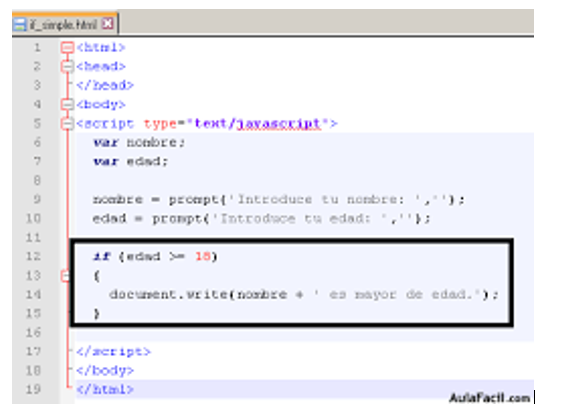 if_simple.html
1 <html>
2 <head>
3 </head>
4 <body>
5 <script type="text/javascript">
6 var nombre;
7 var edad;
8
9 nombre = prompt('Introduce tu nombre: ','');
10 edad = prompt('Introduce tu edad: ','');
11
12 if (edad >= 18)
13 {
14 document.write(nombre + ' es mayor de edad.');
15 }
16
17 </script>
18 </body>
19 </html>
AulaFacil.com